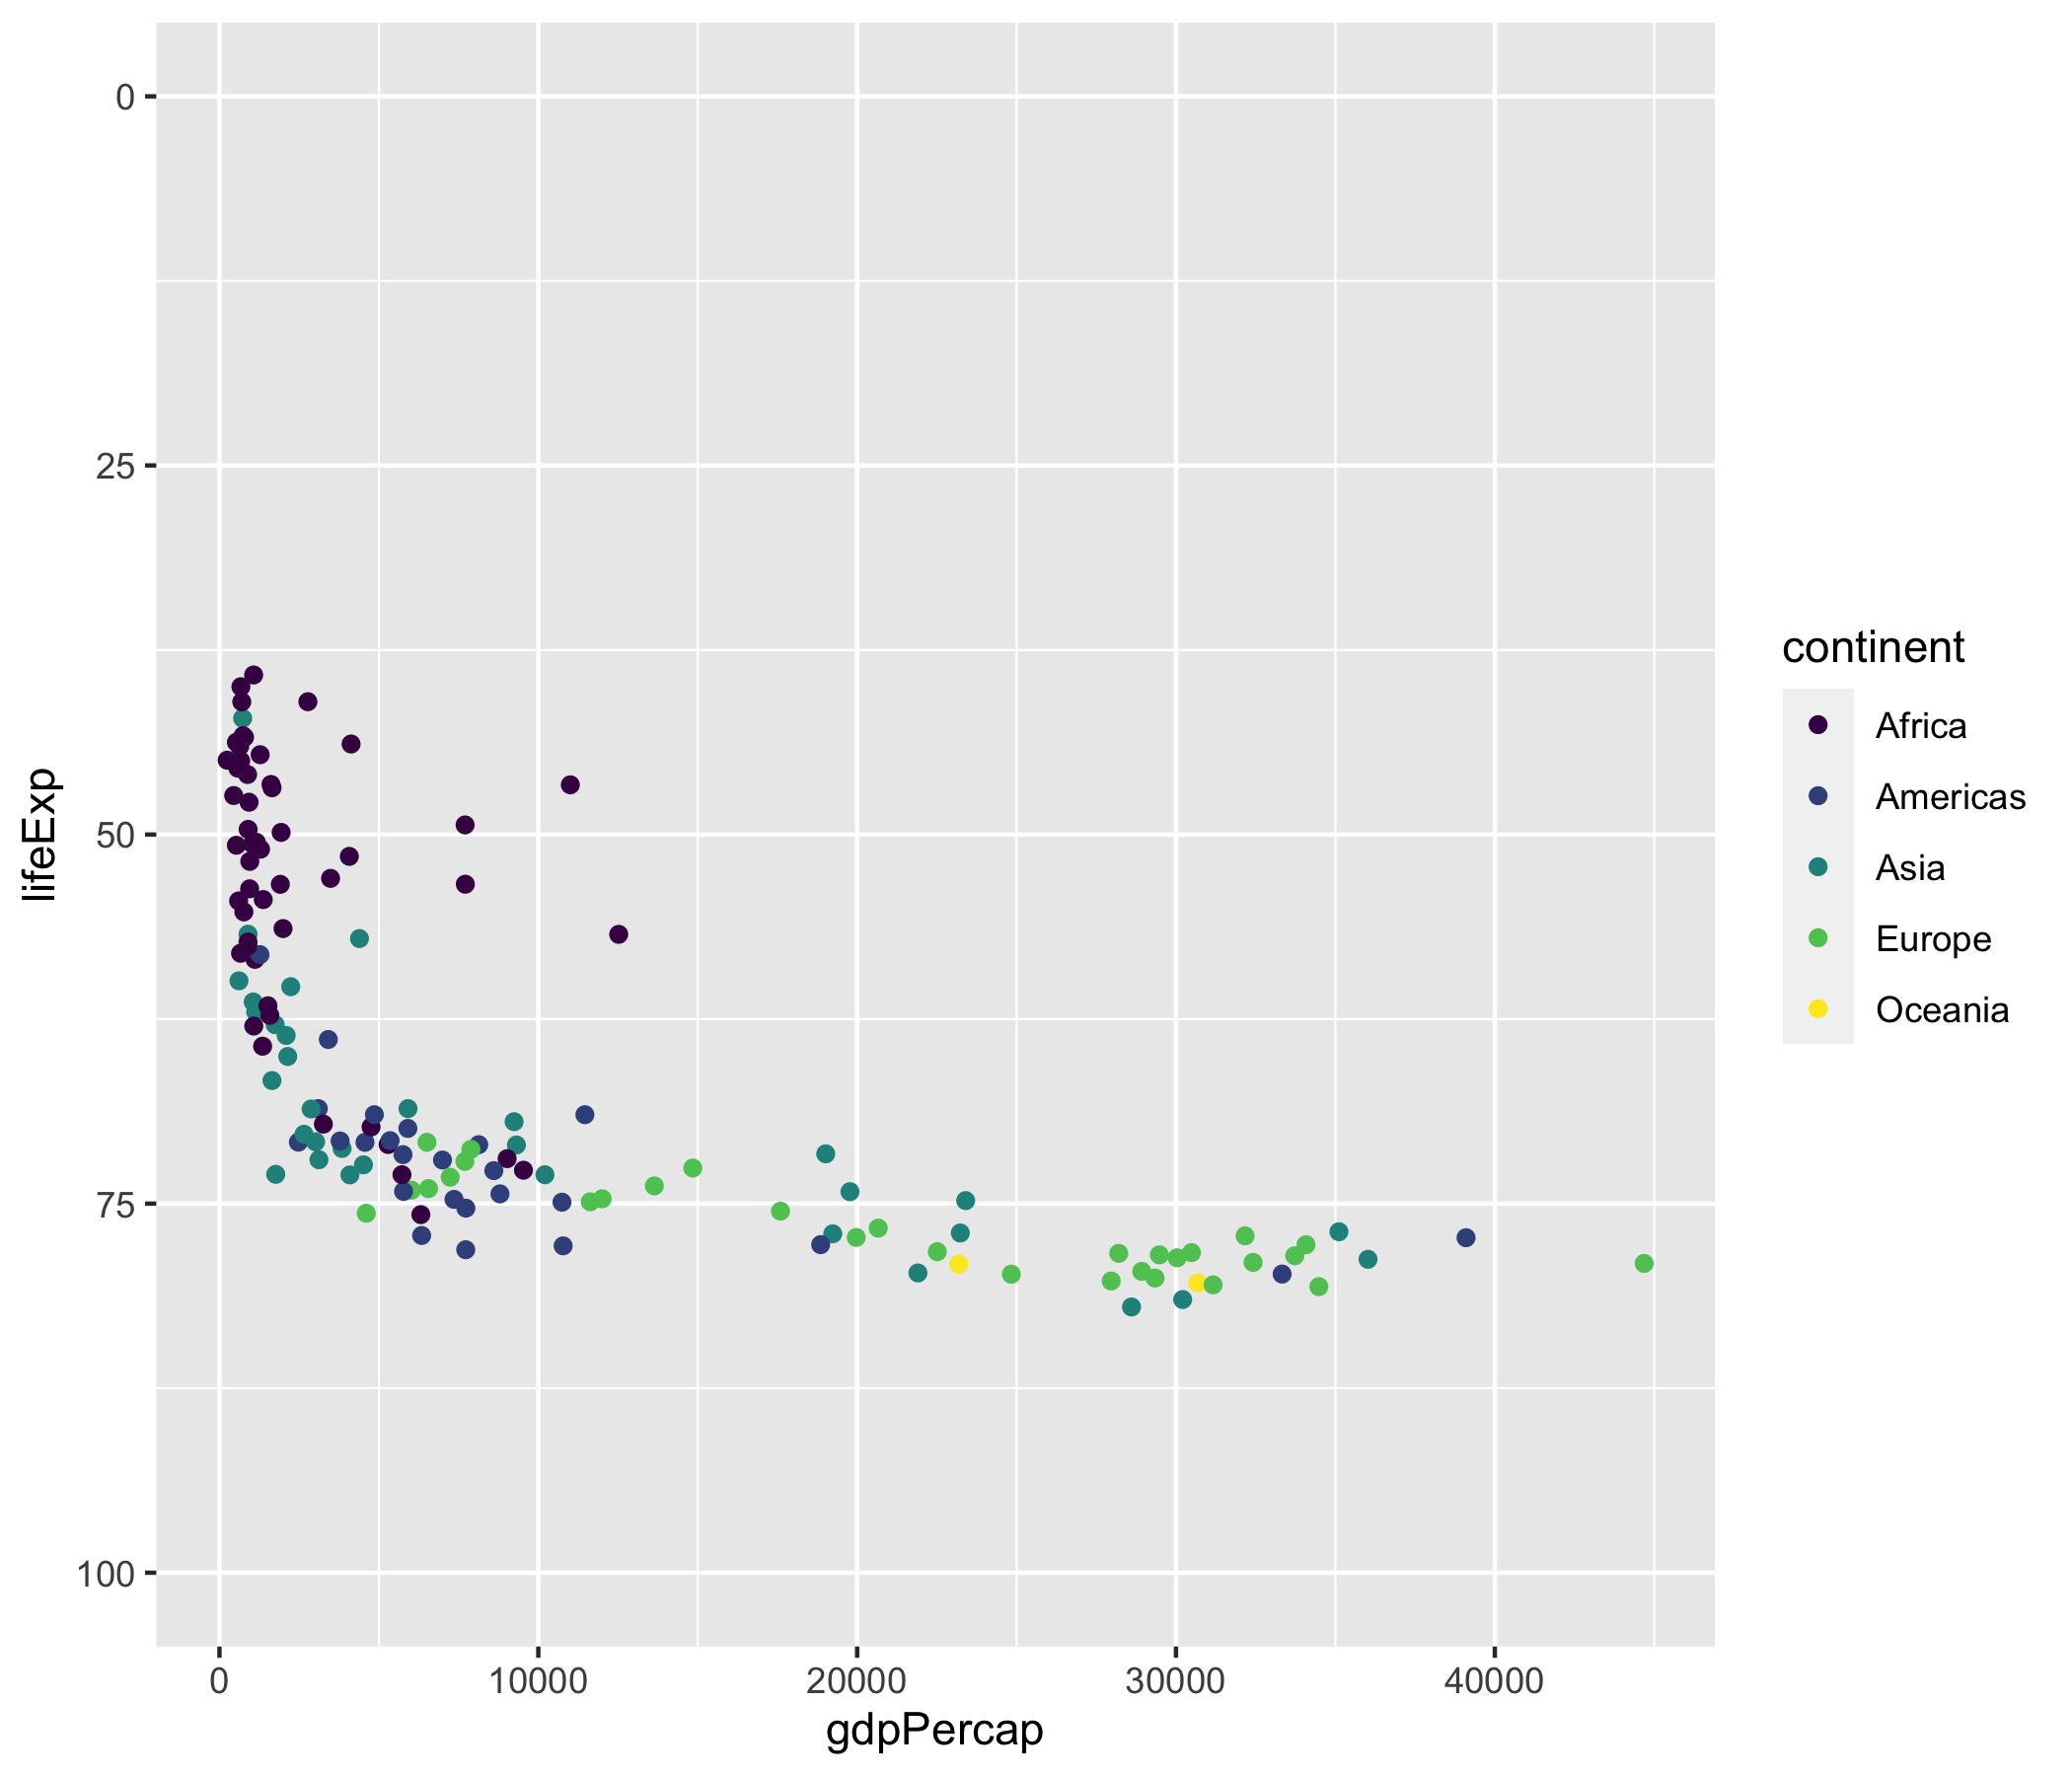 lifeExp
0
25
50
75
100
0 10000 20000 30000 40000
gdpPercap
continent
Africa
Americas
Asia
Europe
Oceania